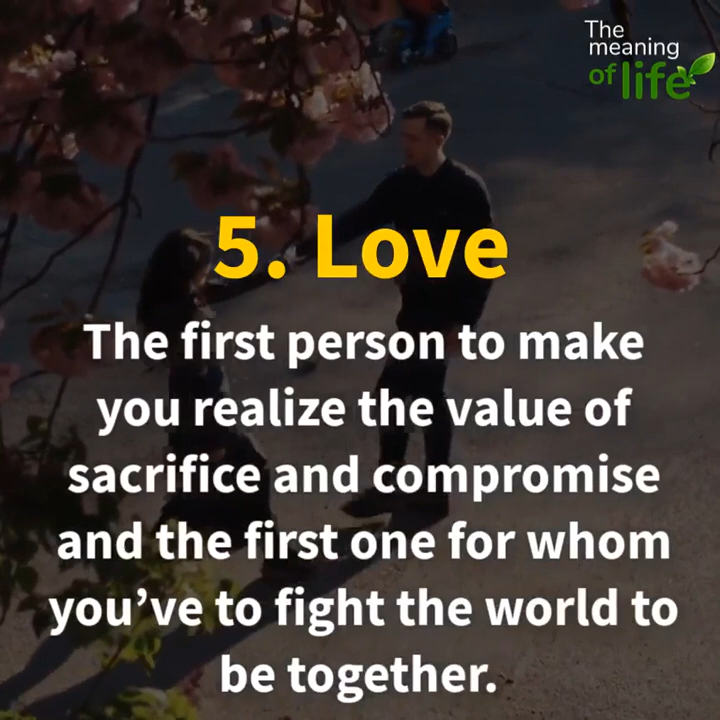 The
meaning
of life
5. Love
The first person to make
you realize the value of
sacrifice and compromise
and the first one for whom
you’ve to fight the world to
be together.